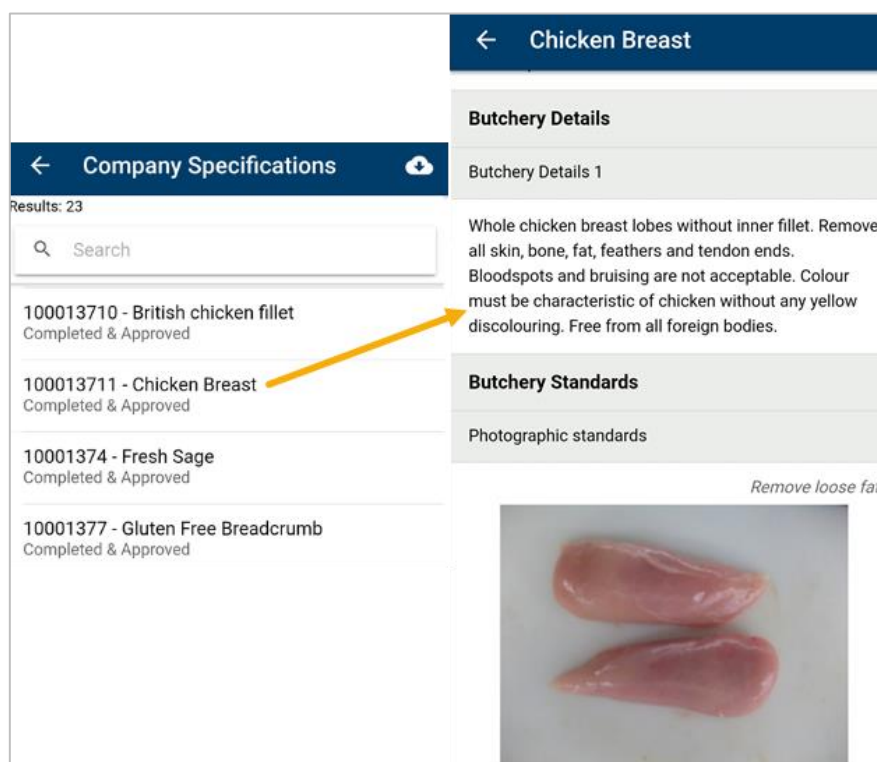 Company Specifications
Results: 23
Search
100013710 - British chicken fillet
Completed & Approved
100013711 - Chicken Breast
Completed & Approved
10001374 - Fresh Sage
Completed & Approved
10001377 - Gluten Free Breadcrumb
Completed & Approved
Chicken Breast
Butchery Details
Butchery Details 1
Whole chicken breast lobes without inner fillet. Remove
all skin, bone, fat, feathers and tendon ends.
Bloodspots and bruising are not acceptable. Colour
must be characteristic of chicken without any yellow
discolouring. Free from all foreign bodies.
Butchery Standards
Photographic standards
Remove loose fat